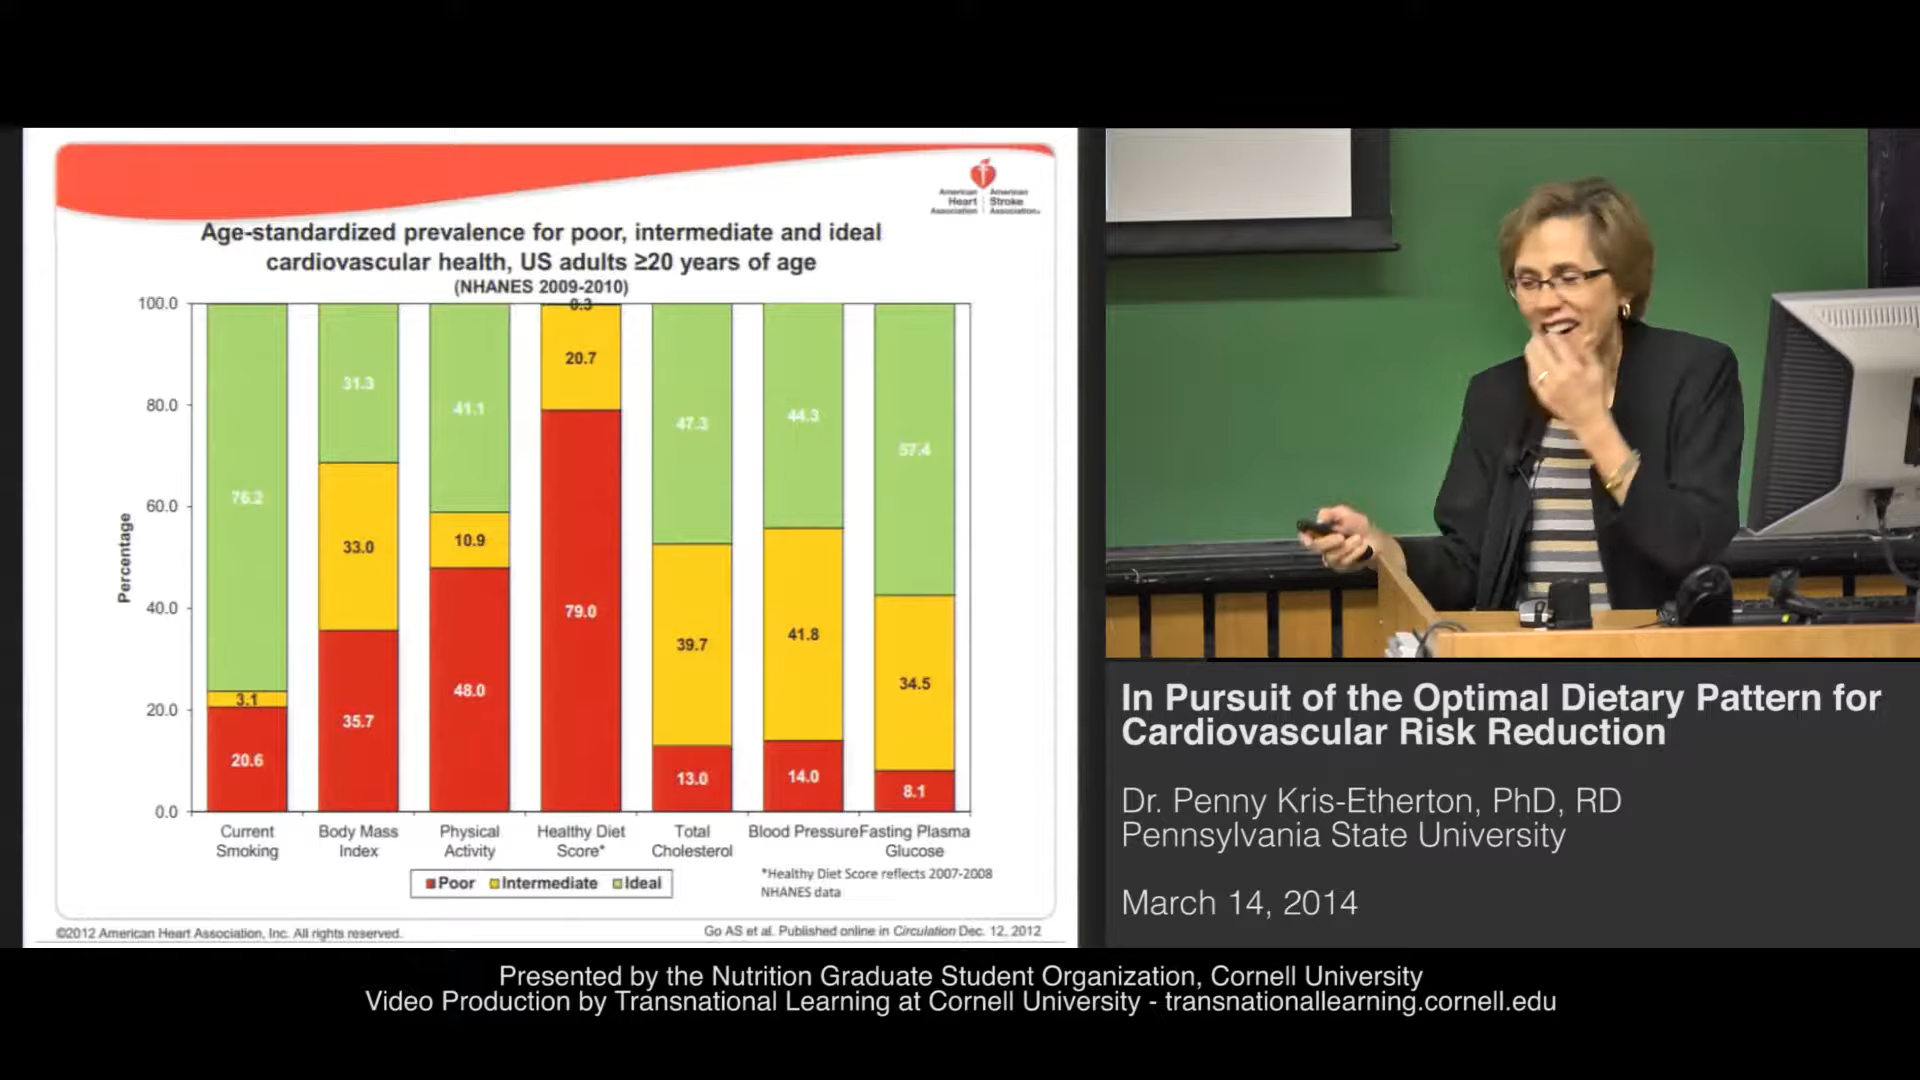 American
Heart
Association
American
Stroke
Association®
Age-standardized prevalence for poor, intermediate and ideal
cardiovascular health, US adults ≥20 years of age
(NHANES 2009-2010)
Percentage
100.0
80.0
60.0
40.0
20.0
0.0
76.2
3.1
20.6
31.3
33.0
35.7
41.1
10.9
48.0
0.3
20.7
79.0
47.3
39.7
13.0
44.3
41.8
14.0
57.4
34.5
8.1
Current
Smoking
Body Mass
Index
Physical
Activity
Healthy Diet
Score*
Total
Cholesterol
Blood Pressure
Fasting Plasma
Glucose
Poor Intermediate Ideal
*Healthy Diet Score reflects 2007-2008
NHANES data
©2012 American Heart Association, Inc. All rights reserved.
Go AS et al. Published online in Circulation Dec. 12, 2012
In Pursuit of the Optimal Dietary Pattern for
Cardiovascular Risk Reduction
Dr. Penny Kris-Etherton, PhD, RD
Pennsylvania State University
March 14, 2014
Presented by the Nutrition Graduate Student Organization, Cornell University
Video Production by Transnational Learning at Cornell University - transnationallearning.cornell.edu